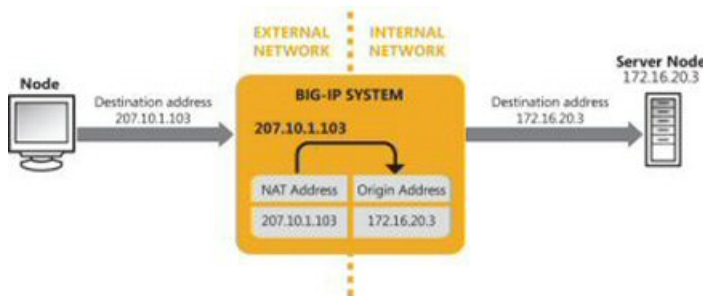 EXTERNAL
NETWORK
INTERNAL
NETWORK
Node
Destination address
207.10.1.103
BIG-IP SYSTEM
207.10.1.103
NAT Address
Origin Address
207.10.1.103
172.16.20.3
Destination address
172.16.20.3
Server Node
172.16.20.3